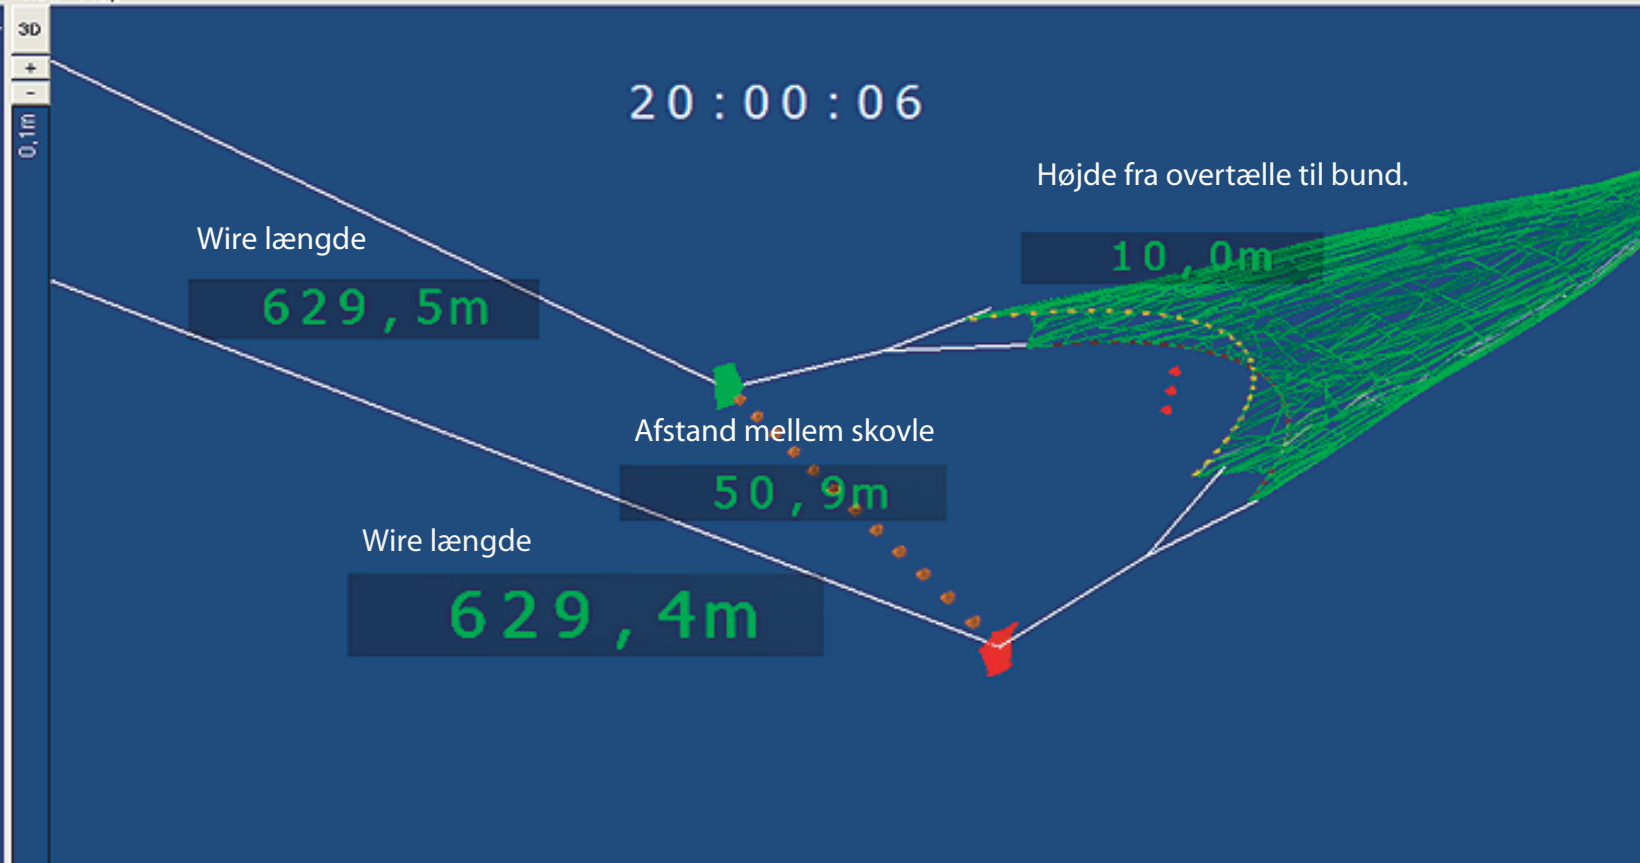 3D
+
-
0,1m
20:00:06
Højde fra overtælle til bund.
10,0m
Wire længde
629,5m
Afstand mellem skovle
50,9m
Wire længde
629,4m